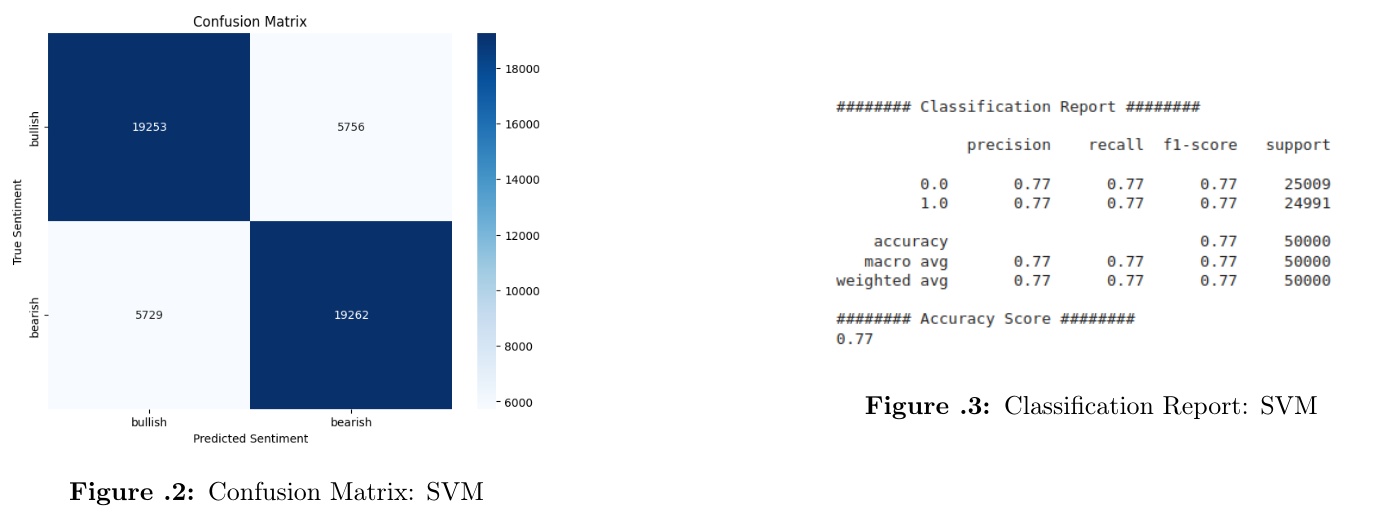 Confusion Matrix
True Sentiment
bullish
19253
5756
bearish
5729
19262
bullish
bearish
Predicted Sentiment
18000
16000
14000
12000
10000
8000
6000
Figure .2: Confusion Matrix: SVM
######## Classification Report ########
precision recall f1-score support
0.0 0.77 0.77 0.77 25009
1.0 0.77 0.77 0.77 24991
accuracy 0.77 50000
macro avg 0.77 0.77 0.77 50000
weighted avg 0.77 0.77 0.77 50000
######## Accuracy Score ########
0.77
Figure .3: Classification Report: SVM